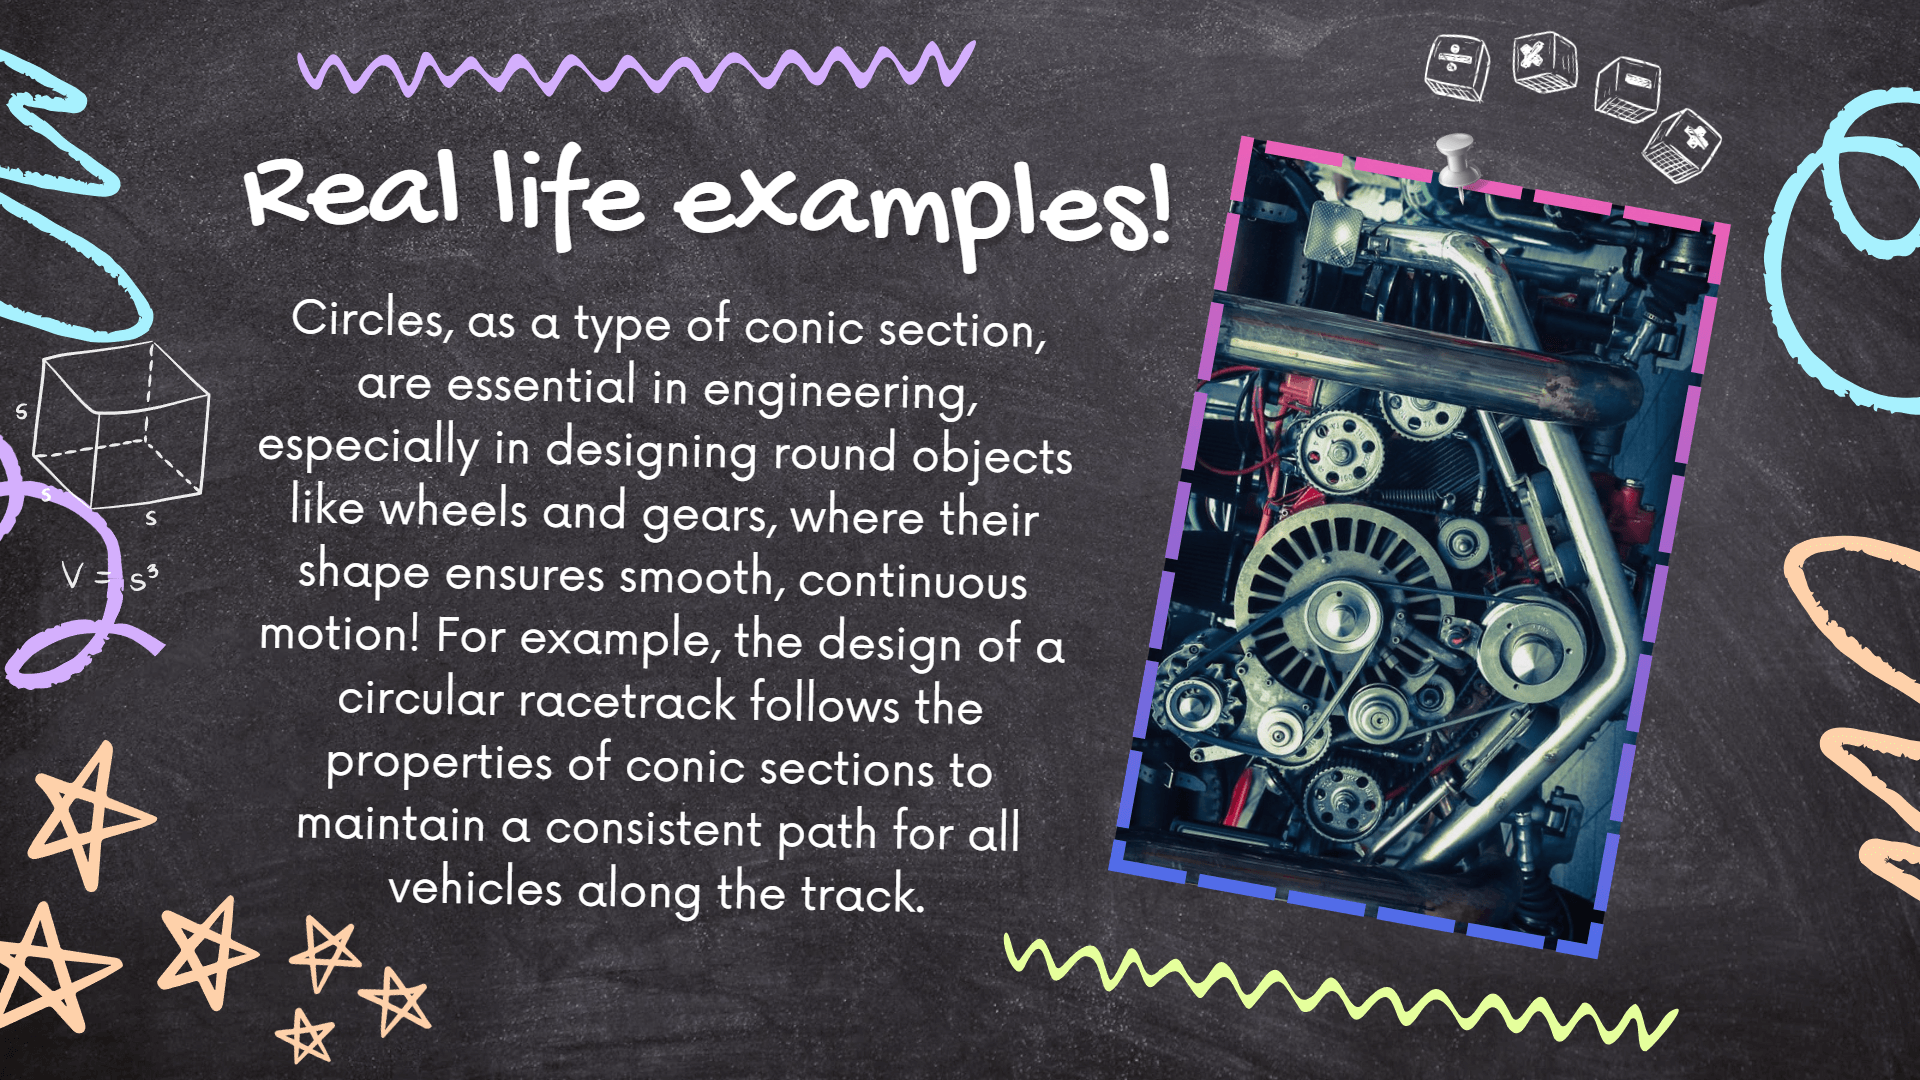 Real life examples!
Circles, as a type of conic section,
are essential in engineering,
especially in designing round objects
like wheels and gears, where their
shape ensures smooth, continuous
motion! For example, the design of a
circular racetrack follows the
properties of conic sections to
maintain a consistent path for all
vehicles along the track.
s
s
s
V = s³